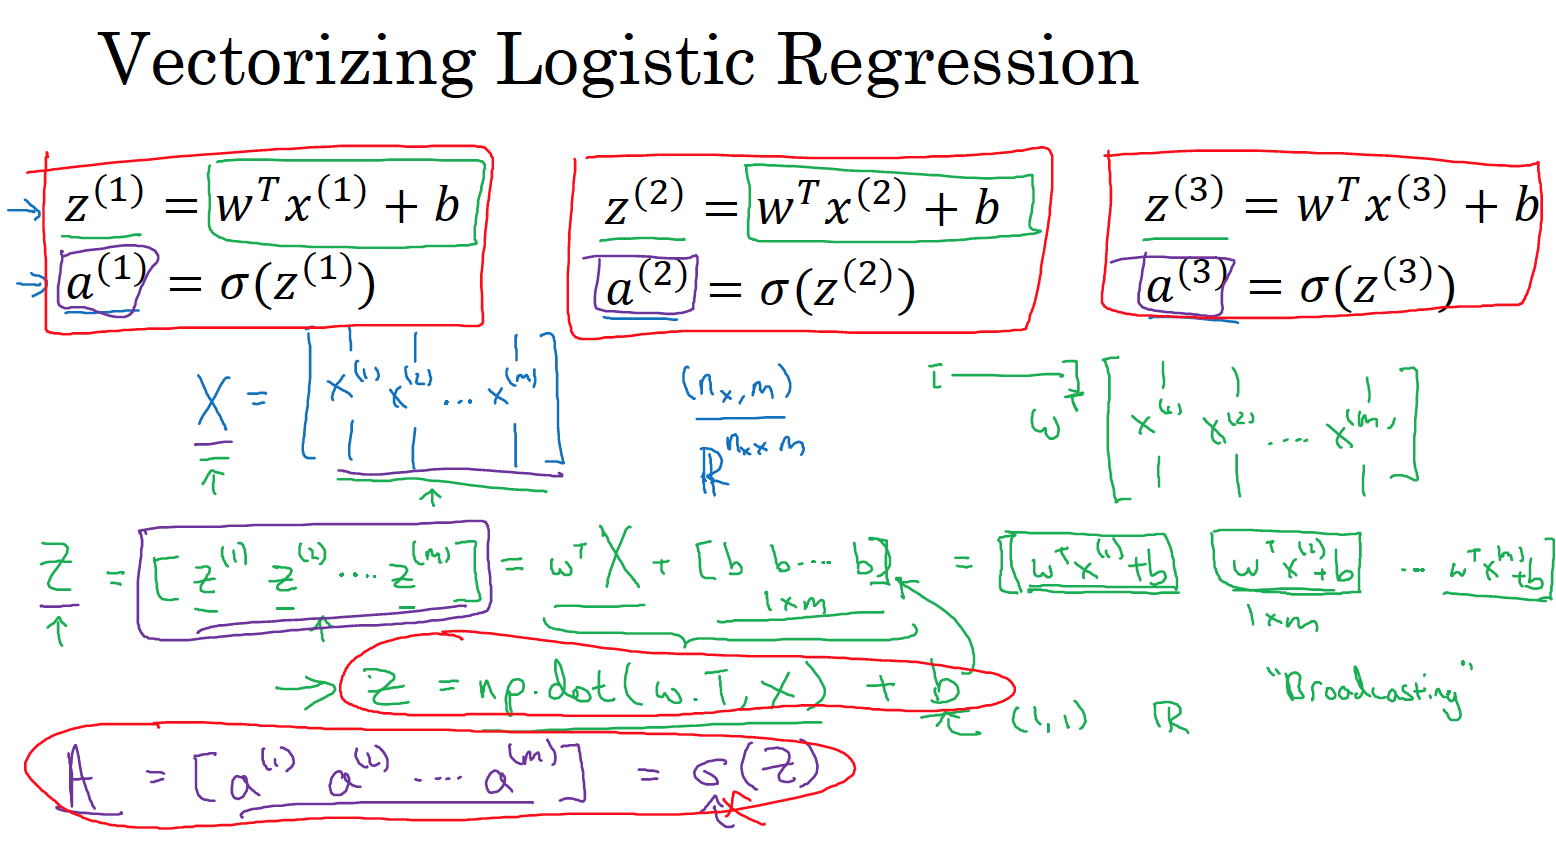 Vectorizing Logistic Regression
z⁽¹⁾ = wᵀx⁽¹⁾ + b z⁽²⁾ = wᵀx⁽²⁾ + b z⁽³⁾ = wᵀx⁽³⁾ + b
a⁽¹⁾ = σ(z⁽¹⁾) a⁽²⁾ = σ(z⁽²⁾) a⁽³⁾ = σ(z⁽³⁾)
X = [x⁽¹⁾ x⁽²⁾ ... x⁽ᵐ⁾] (nₓ, m) wᵀ [x⁽¹⁾ x⁽²⁾ .... x⁽ᵐ⁾]
ℝ^(nₓ × m)
Z = [z⁽¹⁾ z⁽²⁾ .... z⁽ᵐ⁾] = wᵀX + [b b ... b] = [wᵀx⁽¹⁾+b wᵀx⁽²⁾+b ... wᵀx⁽ᵐ⁾+b]
1×m 1×m
→ Z = np.dot(w.T, X) + b (1,1) ℝ "Broadcasting"
A = [a⁽¹⁾ a⁽²⁾ .... a⁽ᵐ⁾] = σ(Z)